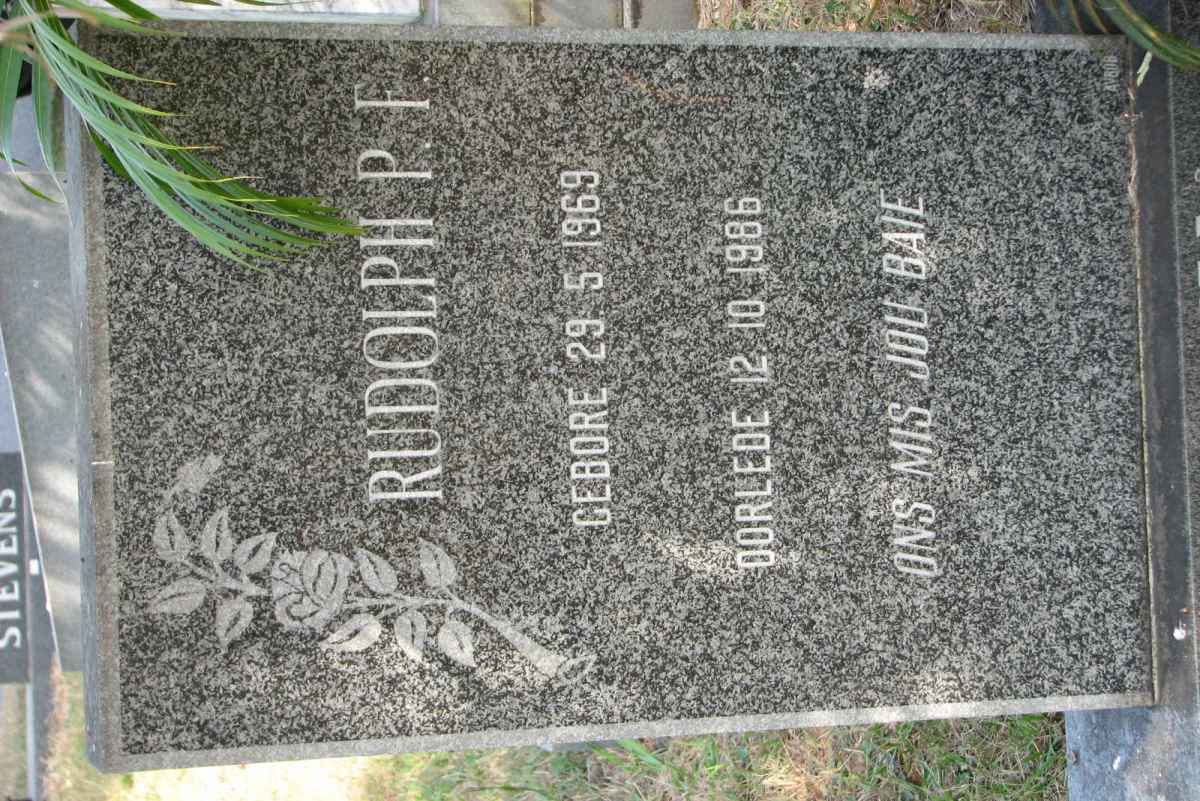 RUDOLPH P. F
GEBORE 29. 5 1969
OORLEDE 12 10 1986
ONS MIS JOU BAIE
STEVENS